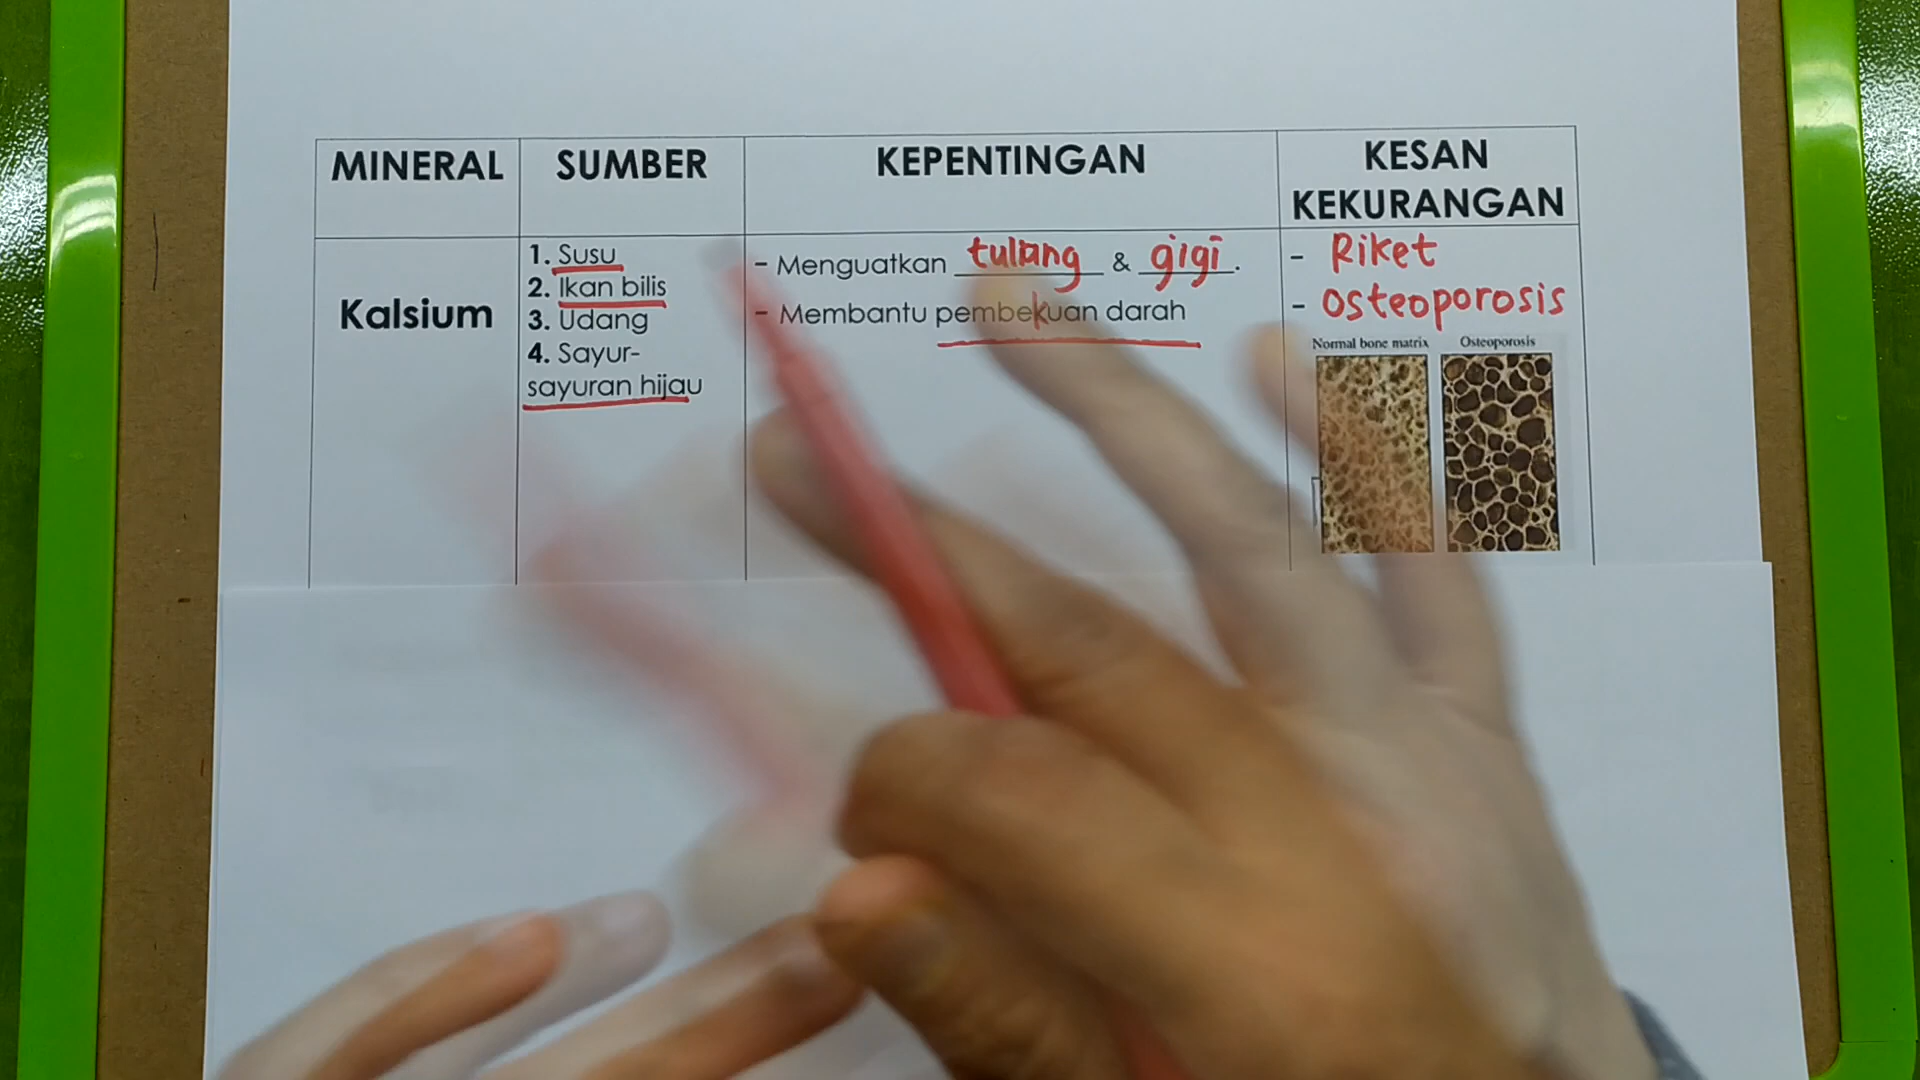 MINERAL
SUMBER
KEPENTINGAN
KESAN
KEKURANGAN
Kalsium
1. Susu
2. Ikan bilis
3. Udang
4. Sayur-
sayuran hijau
- Menguatkan tulang & gigi.
- Membantu pembekuan darah
- Riket
- Osteoporosis
Normal bone matrix
Osteoporosis